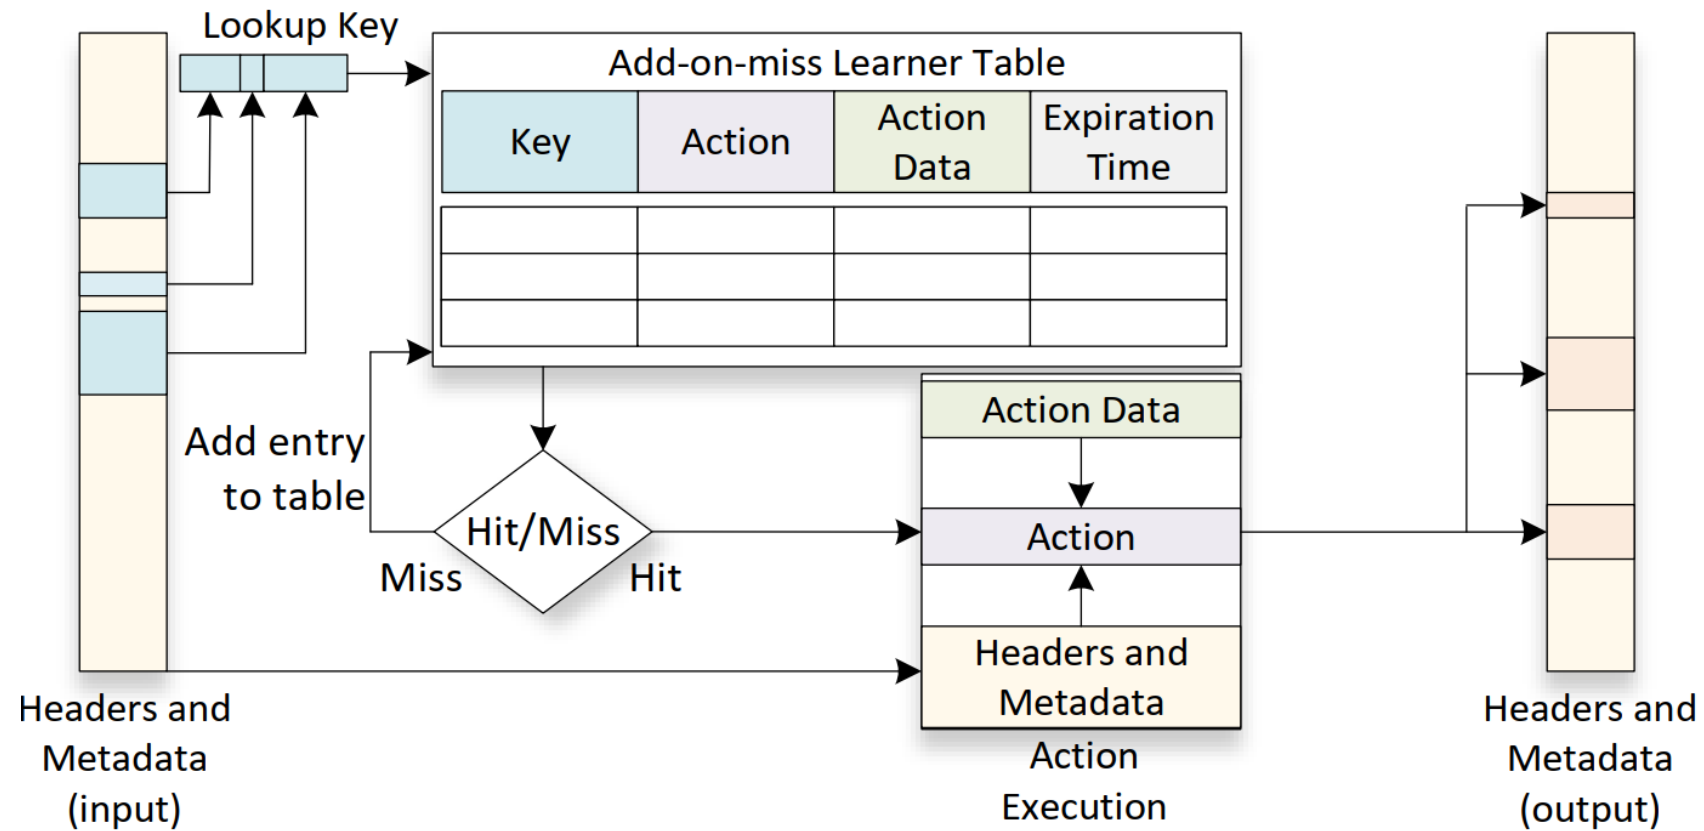 Lookup Key
Add-on-miss Learner Table
Key
Action
Action
Data
Expiration
Time
Add entry
to table
Hit/Miss
Miss
Hit
Action Data
Action
Headers and
Metadata
Action
Execution
Headers and
Metadata
(input)
Headers and
Metadata
(output)